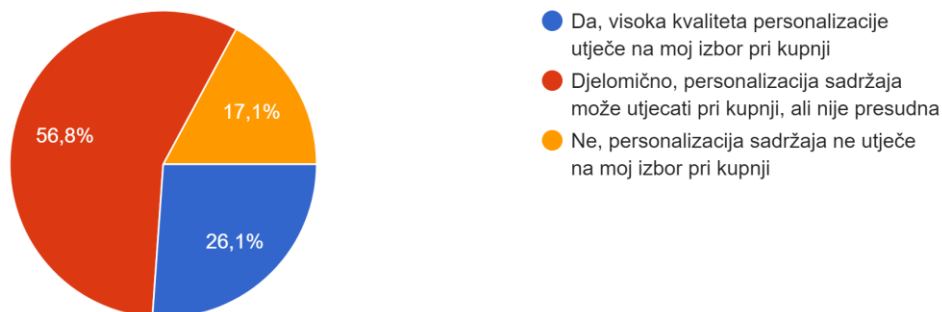 56,8%
17,1%
26,1%
Da, visoka kvaliteta personalizacije
utječe na moj izbor pri kupnji
Djelomično, personalizacija sadržaja
može utjecati pri kupnji, ali nije presudna
Ne, personalizacija sadržaja ne utječe
na moj izbor pri kupnji